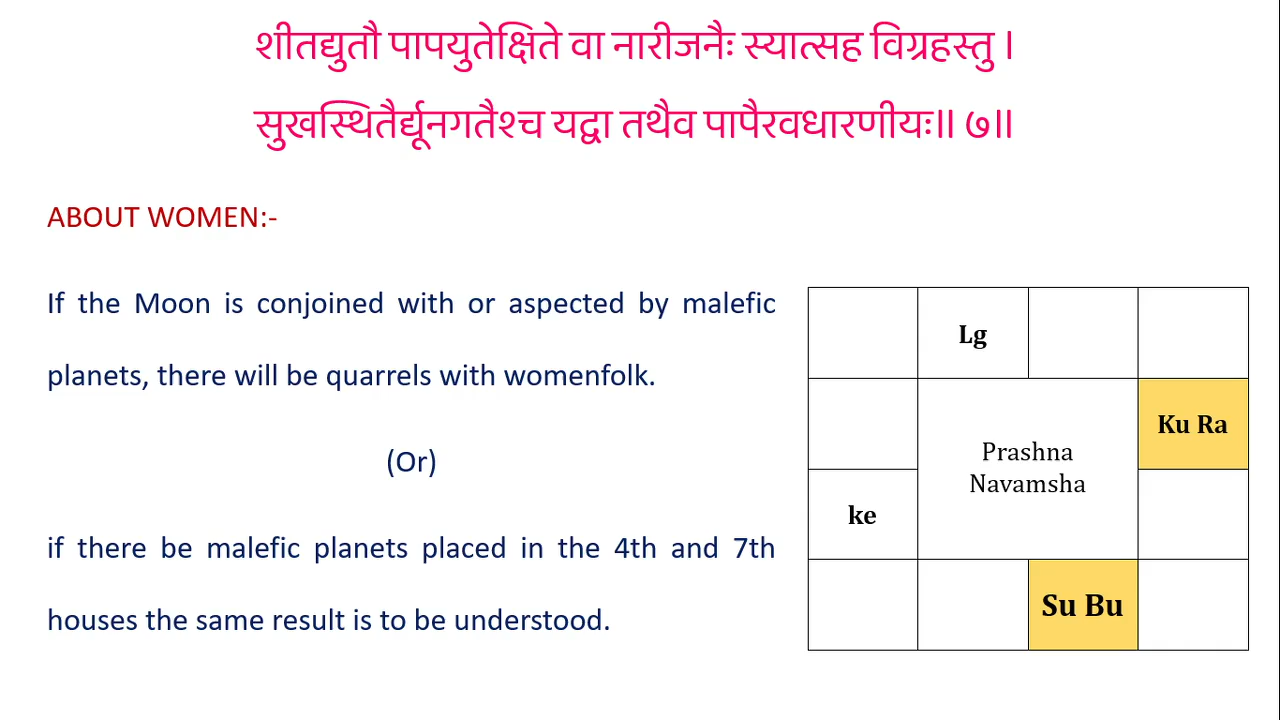 शीतद्युतौ पापयुतेक्षिते वा नारीजनैः स्यात्सह विग्रहस्तु ।
सुखस्थितैर्द्यूनगतैश्च यद्वा तथैव पापैरवधारणीयः॥ ७॥
ABOUT WOMEN:-
If the Moon is conjoined with or aspected by malefic
planets, there will be quarrels with womenfolk.
(Or)
if there be malefic planets placed in the 4th and 7th
houses the same result is to be understood.
Lg
Ku Ra
Prashna
Navamsha
ke
Su Bu